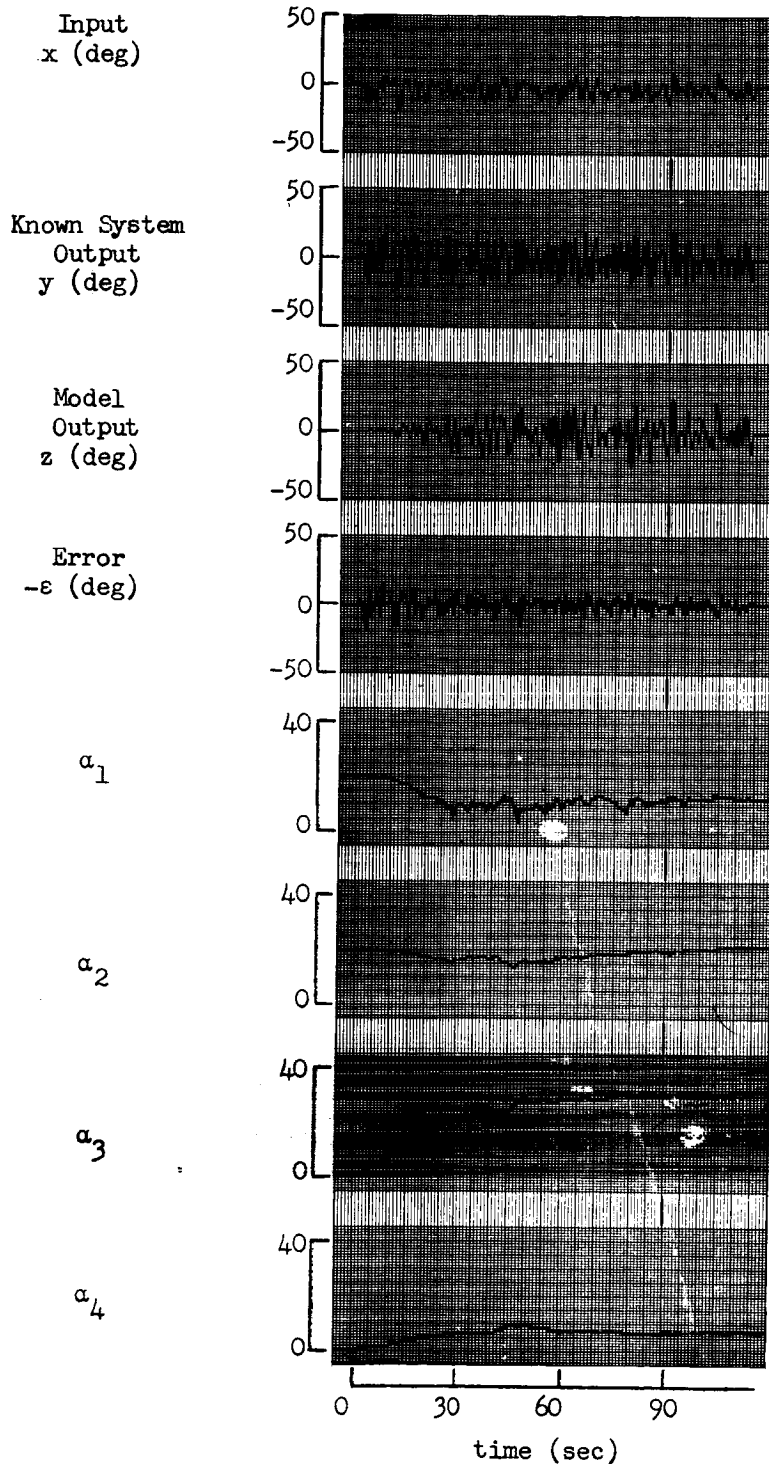 Input
x (deg)
50
0
-50
Known System
Output
y (deg)
50
0
-50
Model
Output
z (deg)
50
0
-50
Error
-ε (deg)
50
0
-50
α1
40
0
α2
40
0
α3
40
0
α4
40
0
0 30 60 90
time (sec)